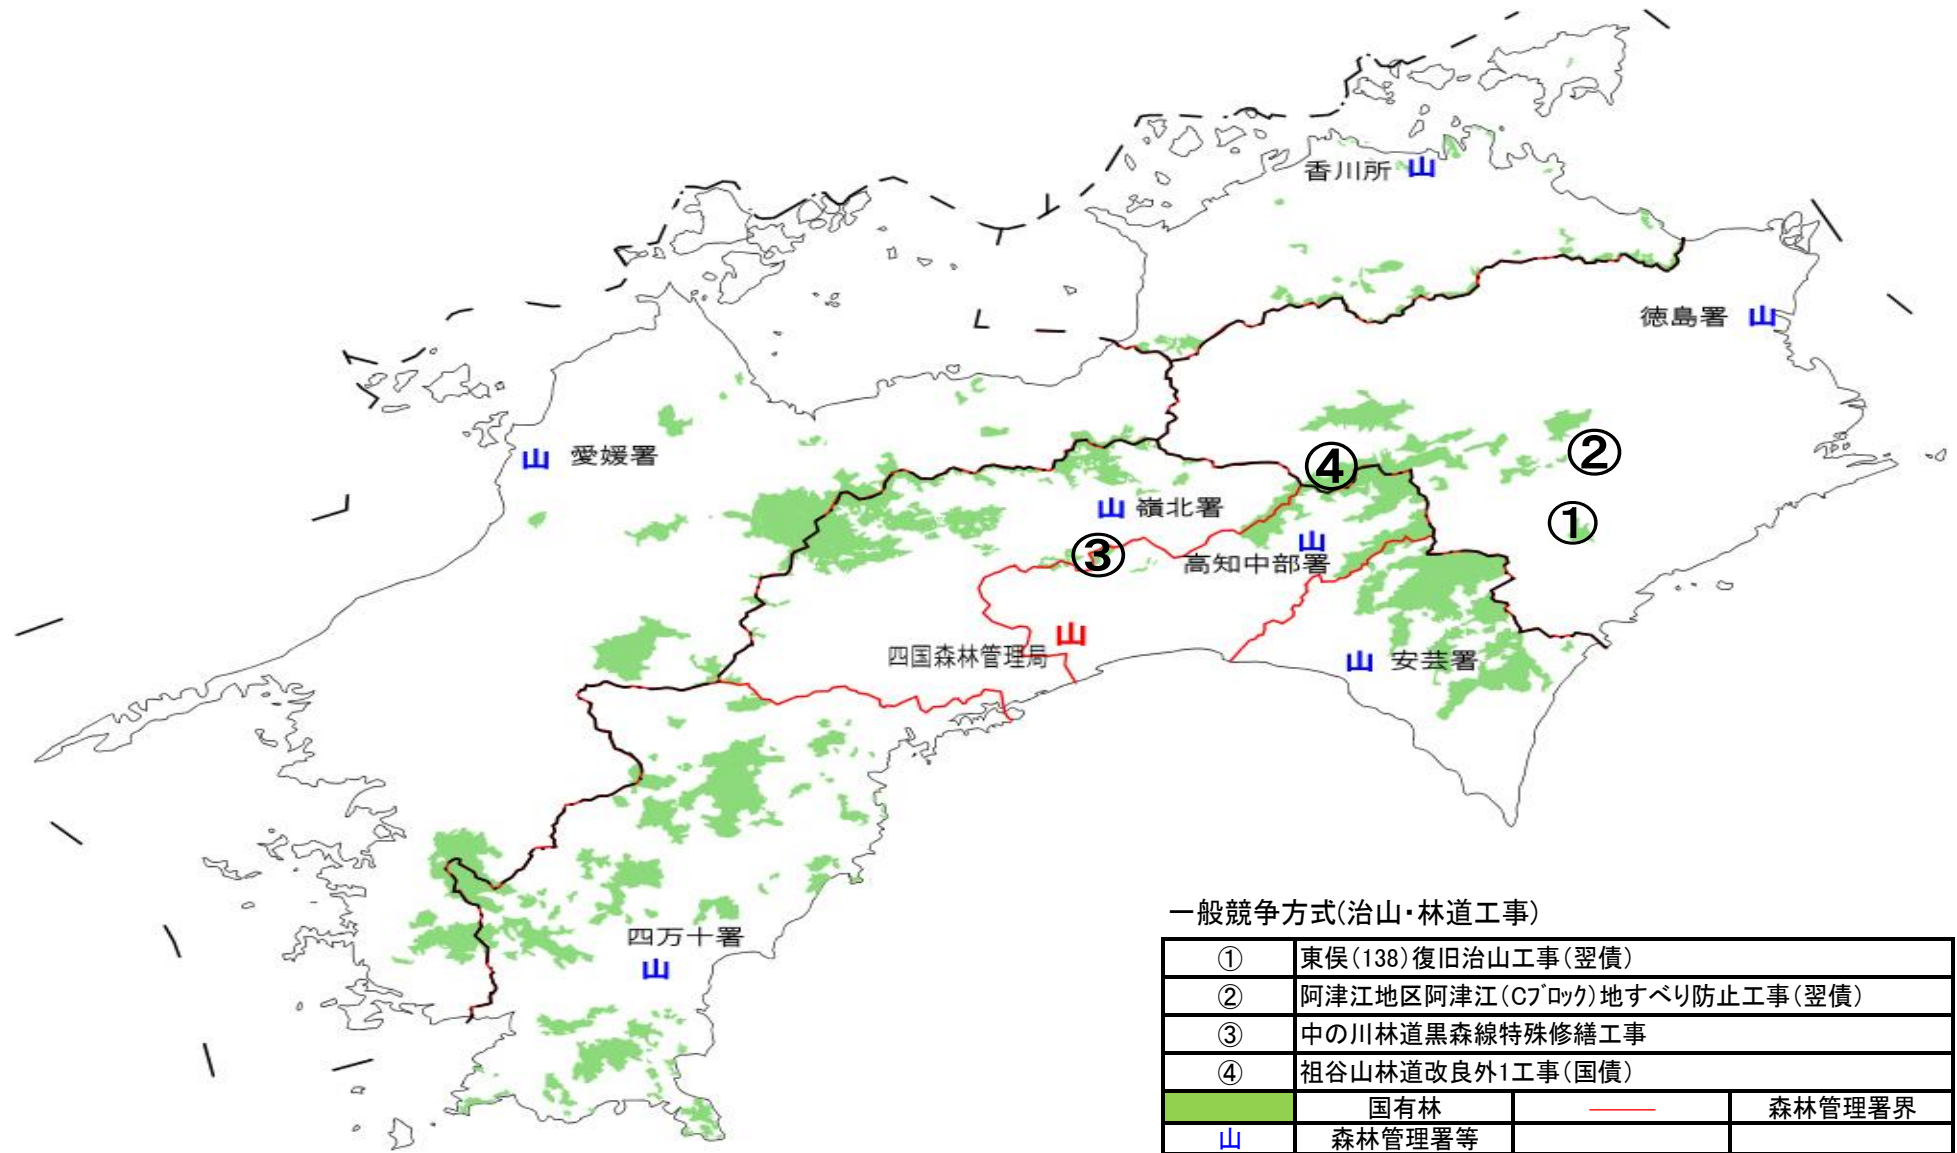 香川所 山
徳島署 山
山 愛媛署
④
②
山 嶺北署
①
③
山
高知中部署
山
四国森林管理局
山 安芸署
四万十署
山
一般競争方式(治山・林道工事)
① 東俣(138)復旧治山工事(翌債)
② 阿津江地区阿津江(Cﾌﾞﾛｯｸ)地すべり防止工事(翌債)
③ 中の川林道黒森線特殊修繕工事
④ 祖谷山林道改良外1工事(国債)
国有林 森林管理署界
山 森林管理署等